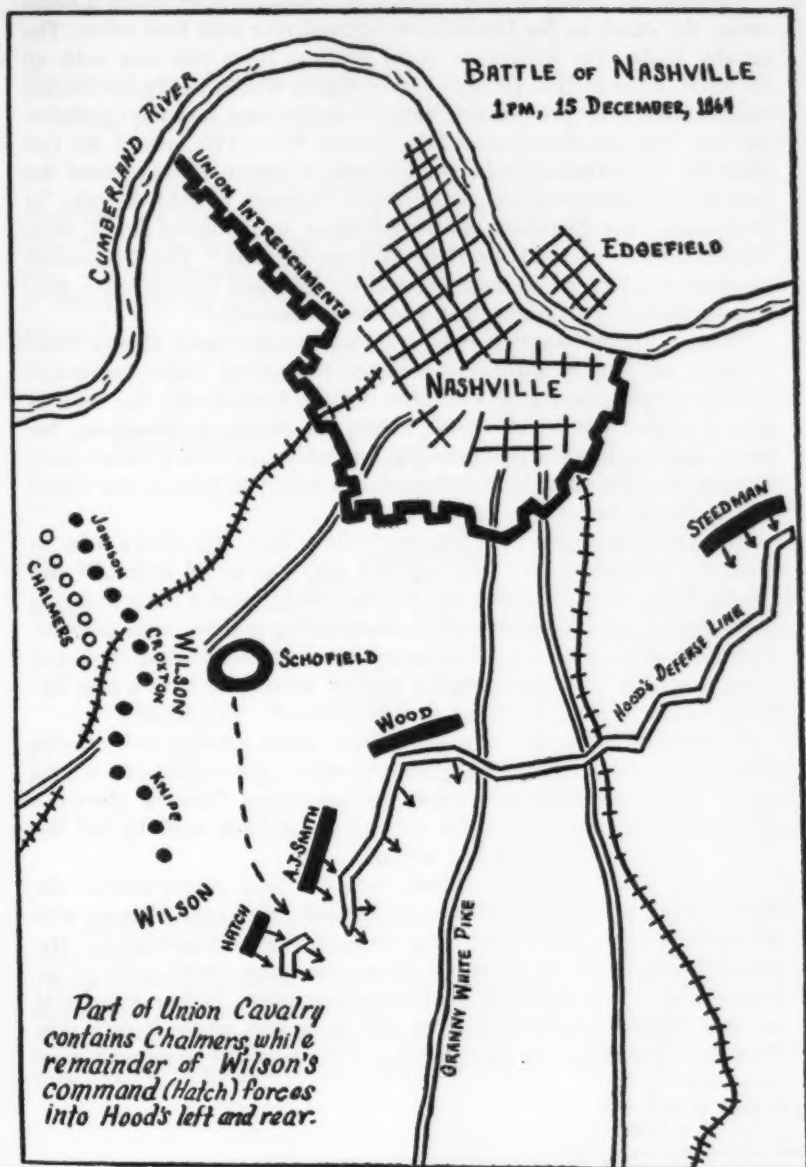 BATTLE OF NASHVILLE
1 PM, 15 DECEMBER, 1864
CUMBERLAND RIVER
UNION INTRENCHMENTS
EDGEFIELD
NASHVILLE
STEEDMAN
JOHNSON
CHALMERS
CROXTON
WILSON
SCHOFIELD
HOOD'S DEFENSE LINE
WOOD
KNIPE
A.J. SMITH
WILSON
HATCH
GRANNY WHITE PIKE
Part of Union Cavalry
contains Chalmers, while
remainder of Wilson's
command (Hatch) forces
into Hood's left and rear.